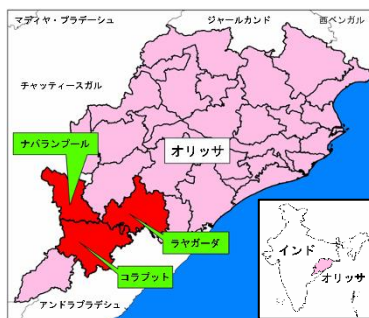 マディヤ・プラデーシュ
ジャールカンド
西ベンガル
チャッティースガル
ナバランプール
オリッサ
ラヤガーダ
コラプット
アンドラプラデシュ
インド
オリッサ